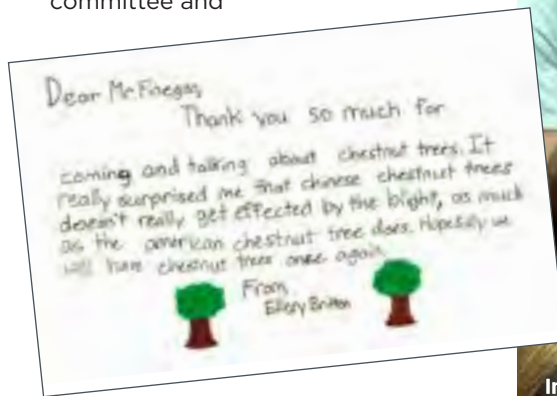 committee and
Dear Mr. Finegan,
Thank you so much for
coming and talking about chestnut trees. It
really surprised me that chinese chestnut trees
doesn't really get effected by the blight, as much
as the american chestnut tree does. Hopefully we
will have chestnut trees once again.
From,
Ellery Britton
In